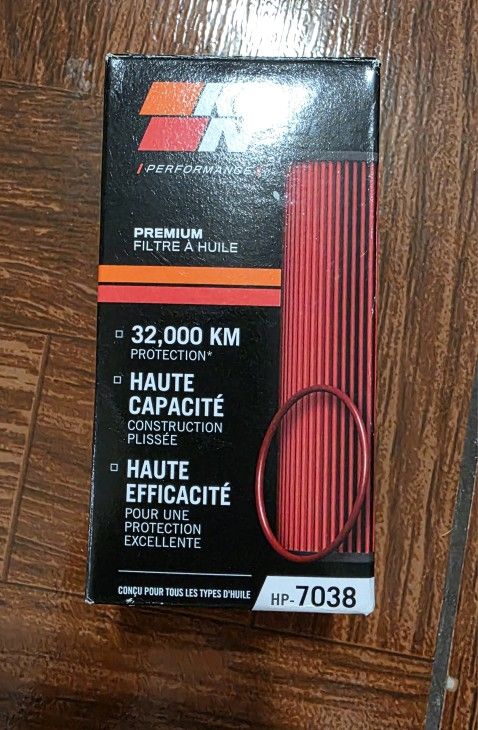 K&N
PERFORMANCE
PREMIUM
FILTRE À HUILE
32,000 KM
PROTECTION*
HAUTE
CAPACITÉ
CONSTRUCTION
PLISSÉE
HAUTE
EFFICACITÉ
POUR UNE
PROTECTION
EXCELLENTE
CONÇU POUR TOUS LES TYPES D'HUILE
HP-7038